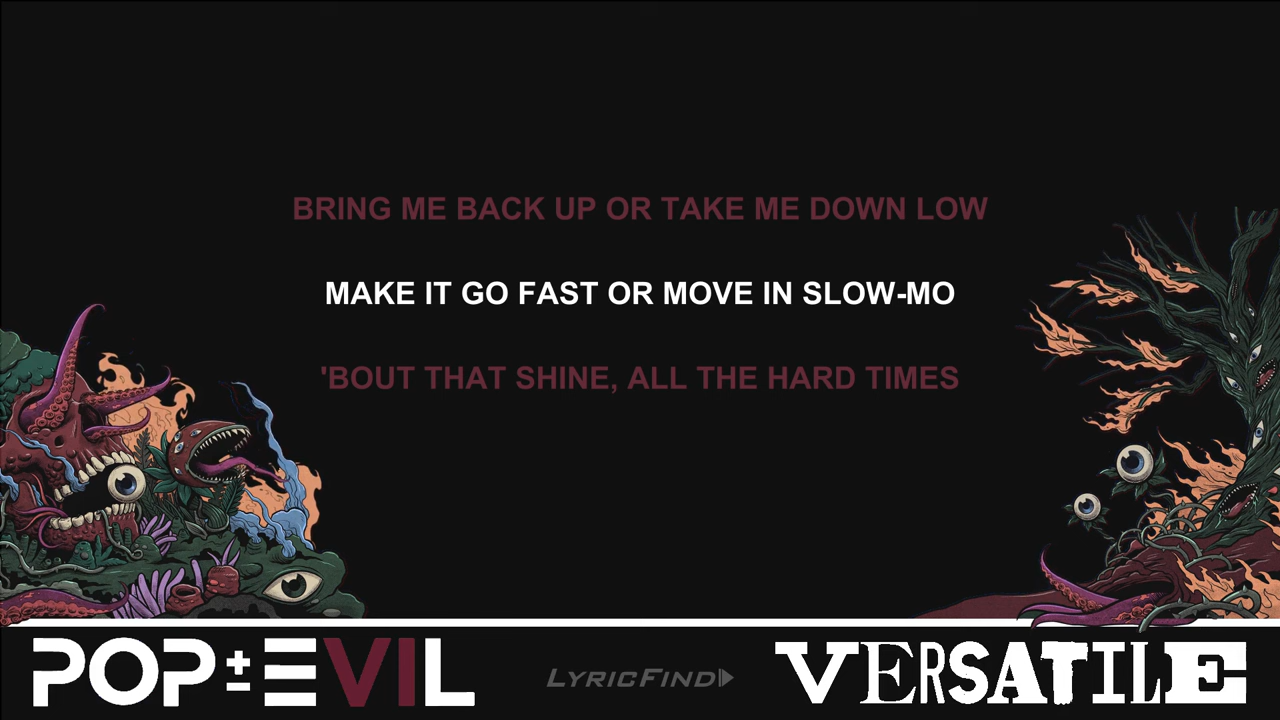 BRING ME BACK UP OR TAKE ME DOWN LOW
MAKE IT GO FAST OR MOVE IN SLOW-MO
'BOUT THAT SHINE, ALL THE HARD TIMES
POP±EVIL LYRICFIND VERSATILE